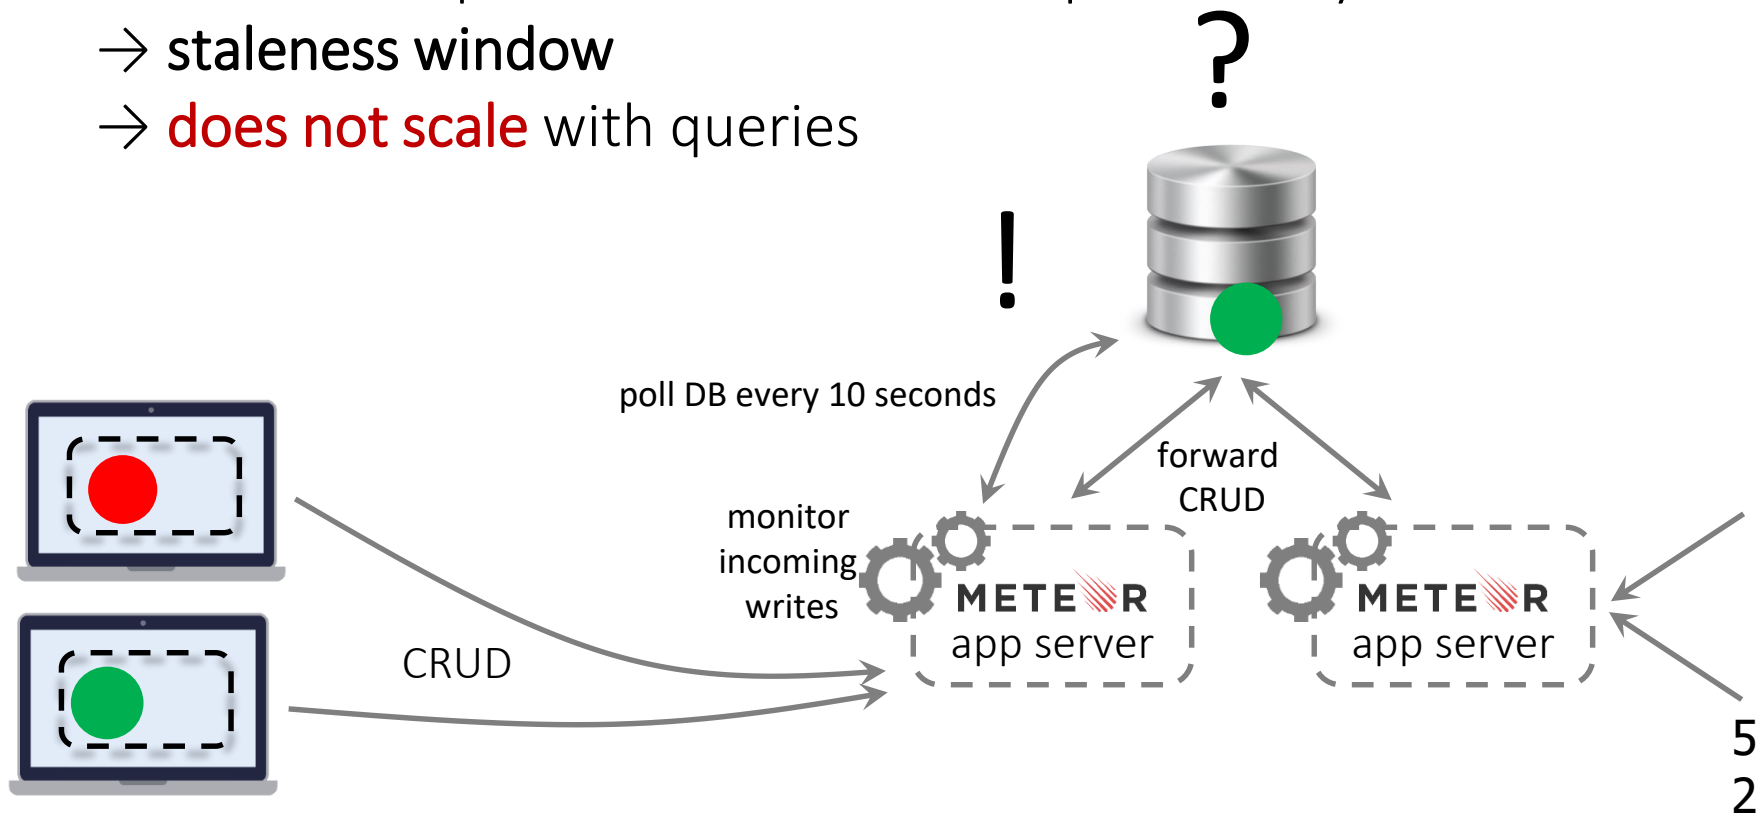 → staleness window
→ does not scale with queries
?
!
poll DB every 10 seconds
forward
CRUD
monitor
incoming
writes
METEOR
app server
METEOR
app server
CRUD
5
2